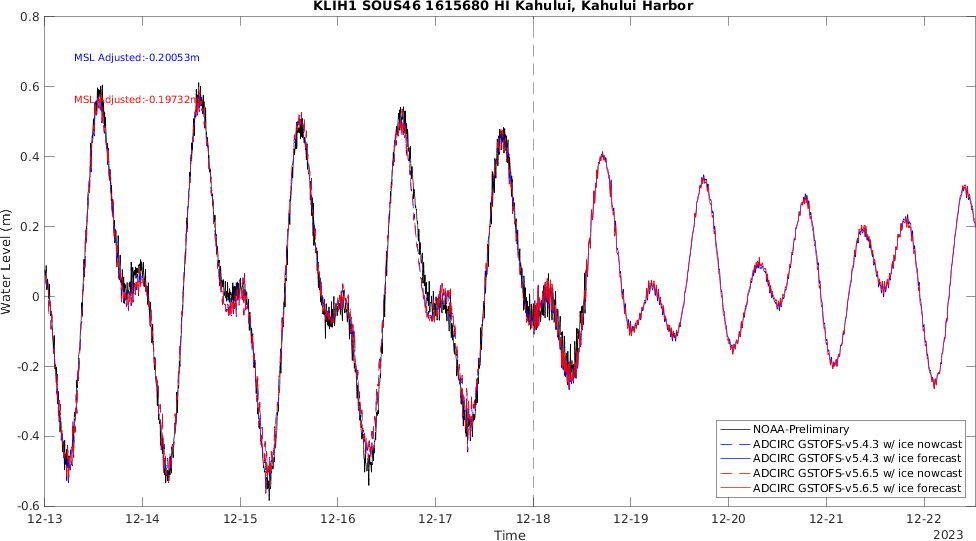 KLIH1 SOUS46 1615680 HI Kahului, Kahului Harbor
0.8
MSL Adjusted:-0.20053m
0.6
MSL Adjusted:-0.19732m
0.4
0.2
0
-0.2
-0.4
-0.6
Water Level (m)
NOAA-Preliminary
ADCIRC GSTOFS-v5.4.3 w/ ice nowcast
ADCIRC GSTOFS-v5.4.3 w/ ice forecast
ADCIRC GSTOFS-v5.6.5 w/ ice nowcast
ADCIRC GSTOFS-v5.6.5 w/ ice forecast
12-13 12-14 12-15 12-16 12-17 12-18 12-19 12-20 12-21 12-22
Time
2023